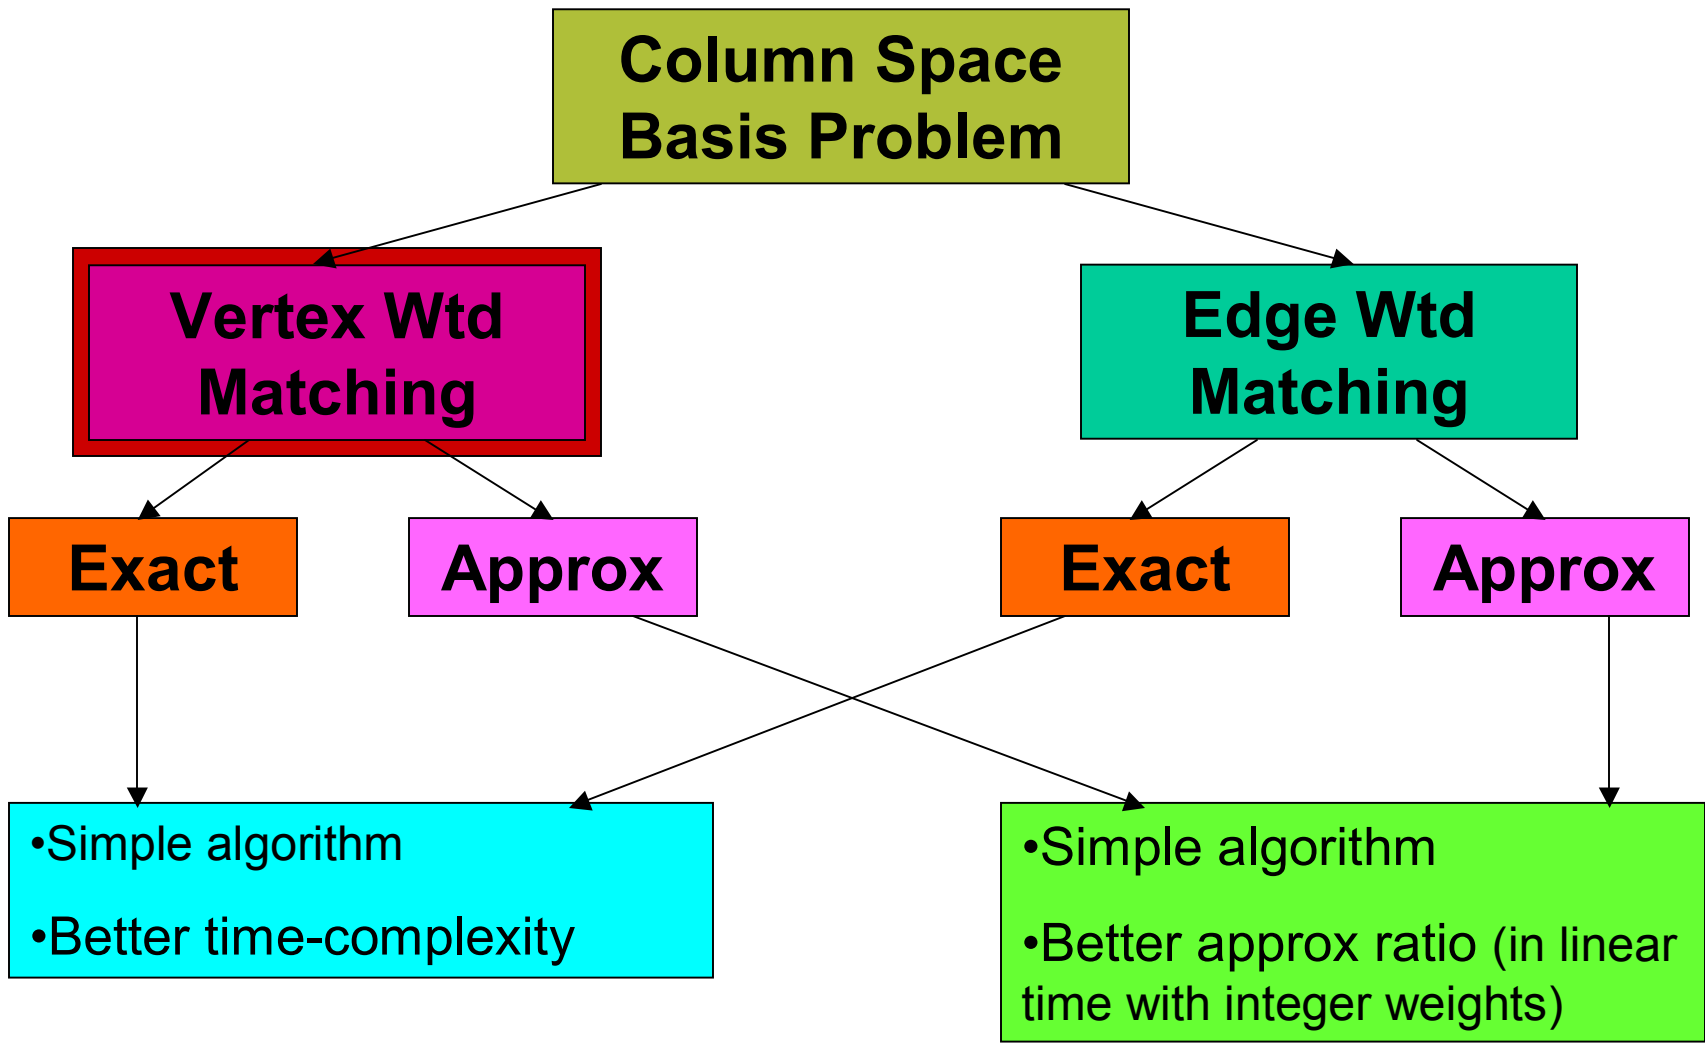 Column Space
Basis Problem
Vertex Wtd
Matching
Edge Wtd
Matching
Exact
Approx
Exact
Approx
•Simple algorithm
•Better time-complexity
•Simple algorithm
•Better approx ratio (in linear
time with integer weights)